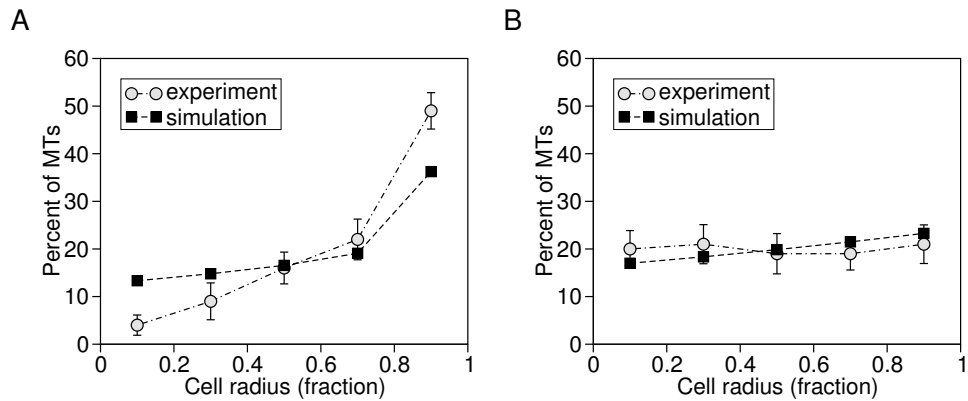 A
Percent of MTs
60
50
40
30
20
10
0
experiment
simulation
0 0.2 0.4 0.6 0.8 1
Cell radius (fraction)
B
Percent of MTs
60
50
40
30
20
10
0
experiment
simulation
0 0.2 0.4 0.6 0.8 1
Cell radius (fraction)